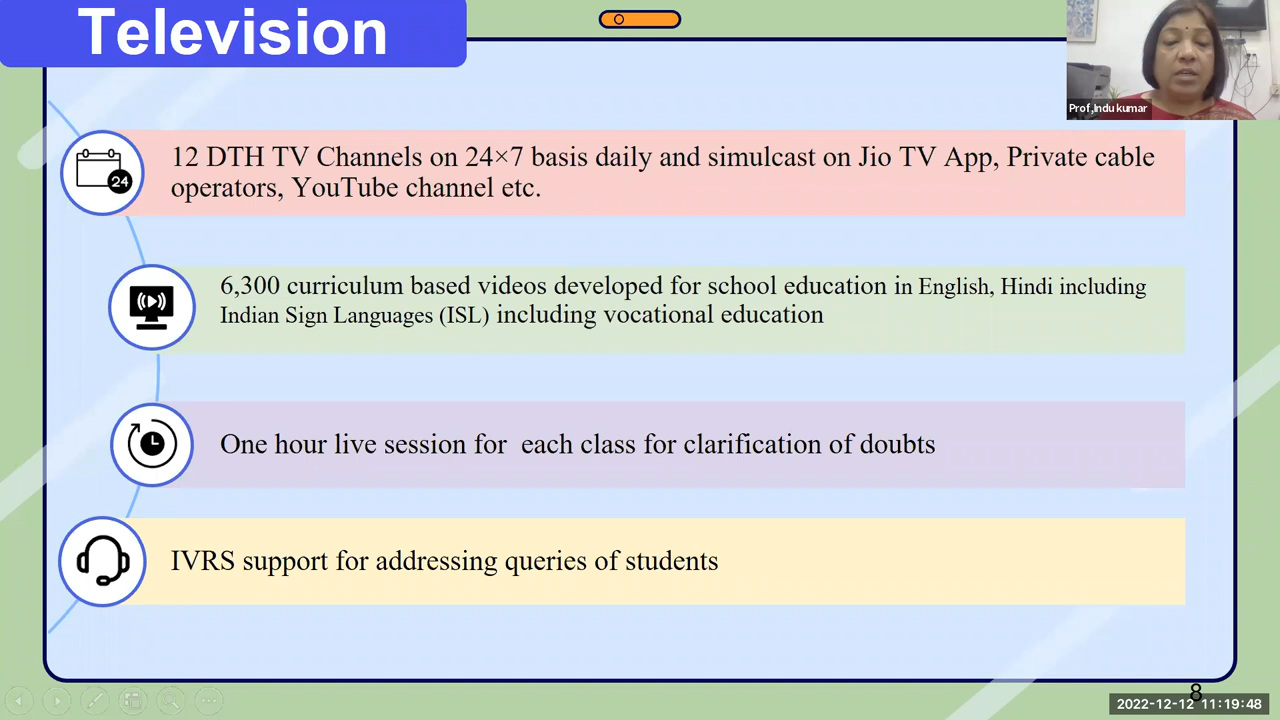 Television
Prof,Indu kumar
12 DTH TV Channels on 24×7 basis daily and simulcast on Jio TV App, Private cable
operators, YouTube channel etc.
24
6,300 curriculum based videos developed for school education in English, Hindi including
Indian Sign Languages (ISL) including vocational education
One hour live session for each class for clarification of doubts
IVRS support for addressing queries of students
8
2022-12-12 11:19:48